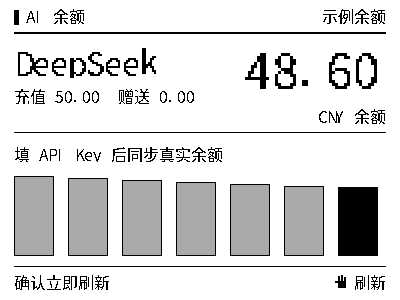 AI 余额
示例余额
DeepSeek
48.60
充值 50.00 赠送 0.00
CNY 余额
填 API Key 后同步真实余额
确认立即刷新
刷新